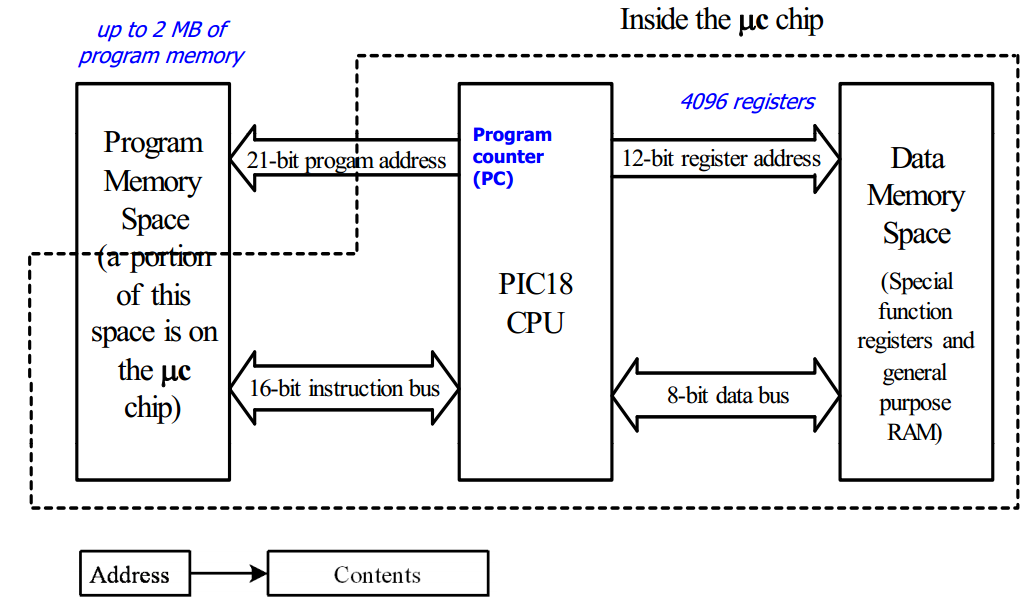 Inside the µc chip
up to 2 MB of
program memory
Program
Memory
Space
(a portion
of this
space is on
the µc
chip)
21-bit progam address
16-bit instruction bus
Program
counter
(PC)
PIC18
CPU
4096 registers
12-bit register address
8-bit data bus
Data
Memory
Space
(Special
function
registers and
general
purpose
RAM)
Address
Contents